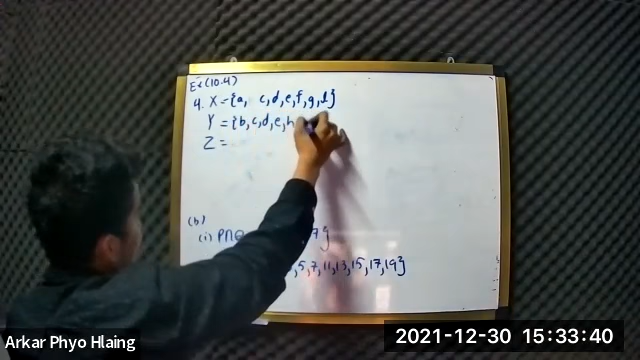 Ex(10.4)
4. X = {a, c,d,e,f,g,l}
Y = {b,c,d,e,h
Z =
(b)
(i) P∩Q
,5,7,11,13,15,17,19}
Arkar Phyo Hlaing
2021-12-30 15:33:40